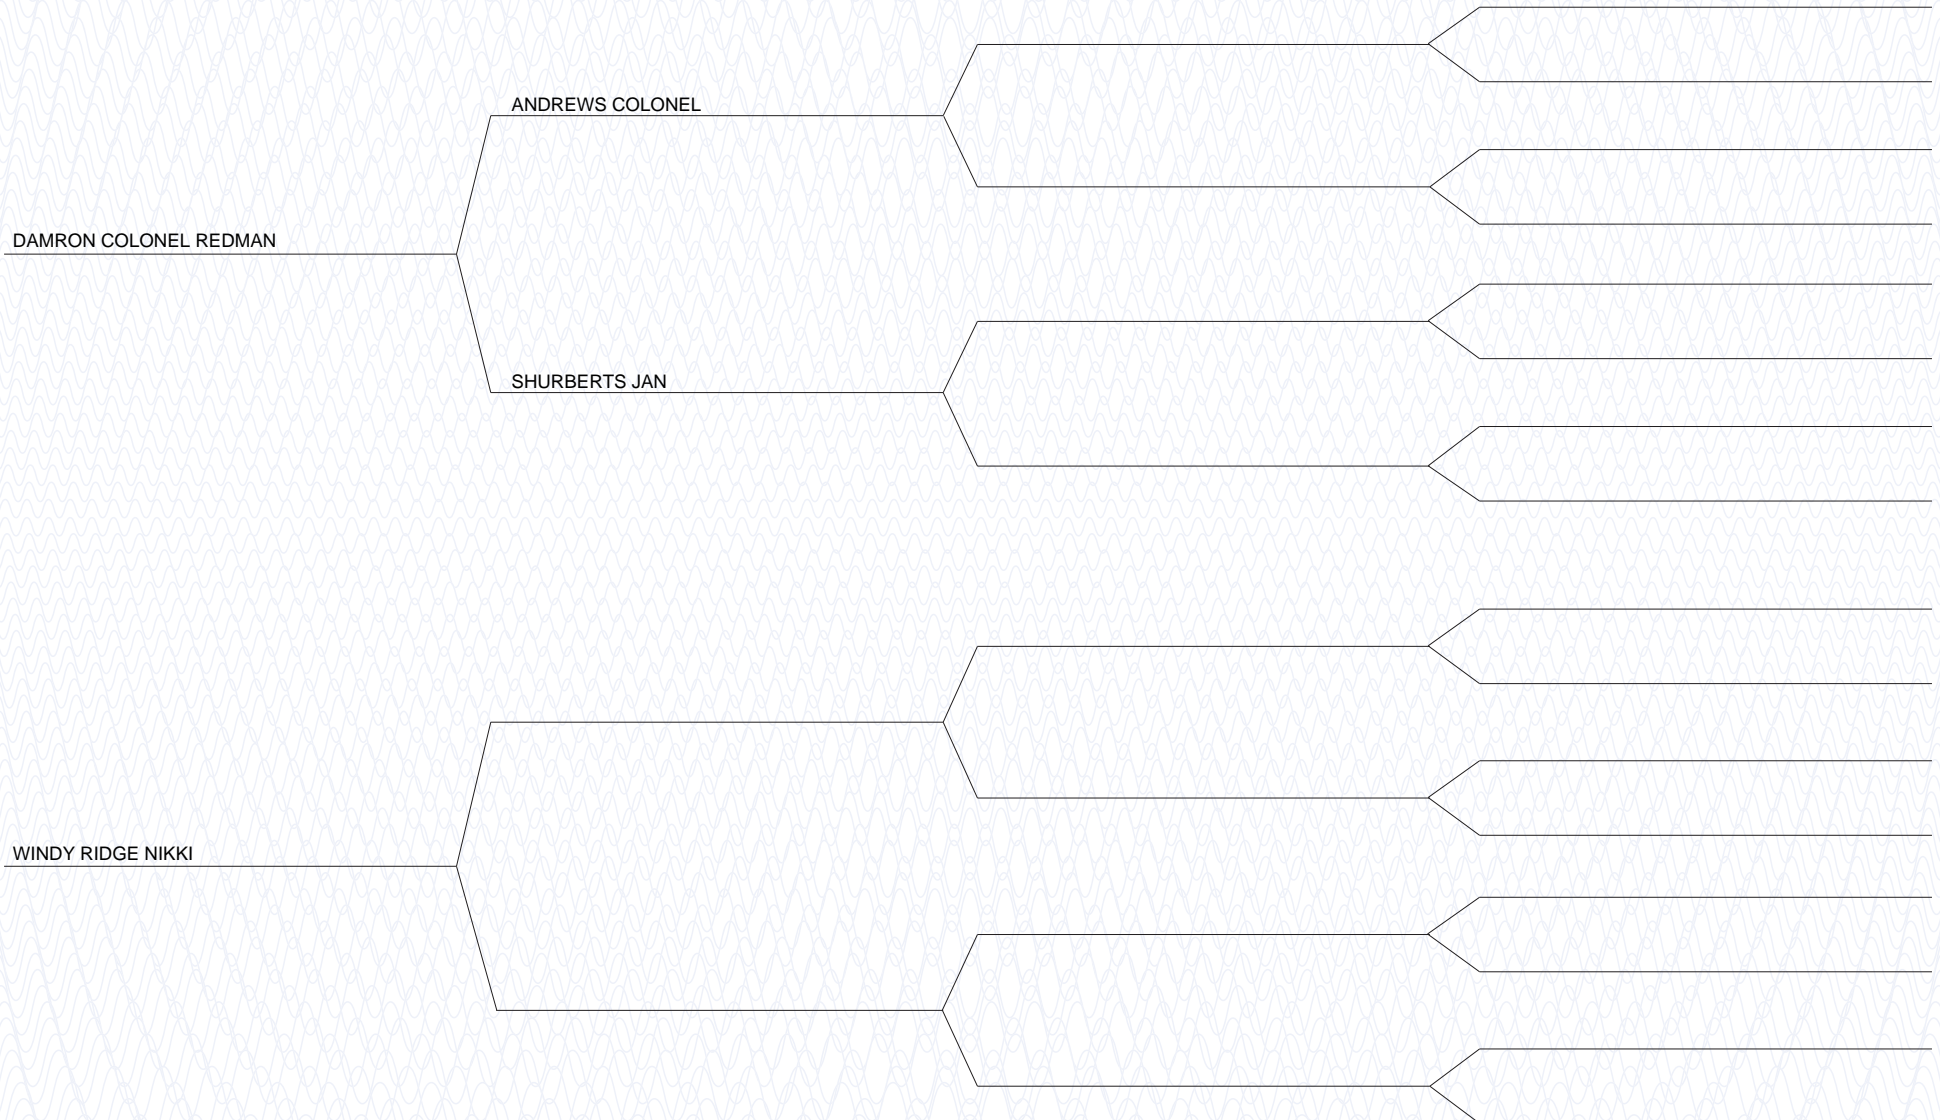 ANDREWS COLONEL
DAMRON COLONEL REDMAN
SHURBERTS JAN
WINDY RIDGE NIKKI